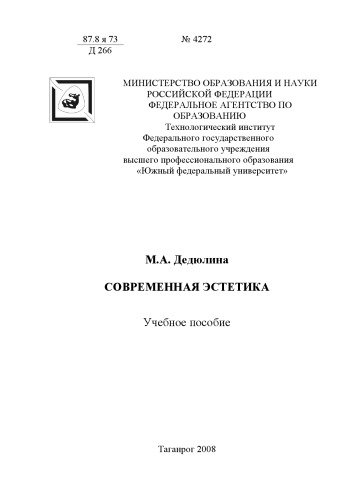 87.8 я 73 № 4272
Д 266
МИНИСТЕРСТВО ОБРАЗОВАНИЯ И НАУКИ
РОССИЙСКОЙ ФЕДЕРАЦИИ
ФЕДЕРАЛЬНОЕ АГЕНТСТВО ПО
ОБРАЗОВАНИЮ
Технологический институт
Федерального государственного
образовательного учреждения
высшего профессионального образования
«Южный федеральный университет»
М.А. Дедюлина
СОВРЕМЕННАЯ ЭСТЕТИКА
Учебное пособие
Таганрог 2008